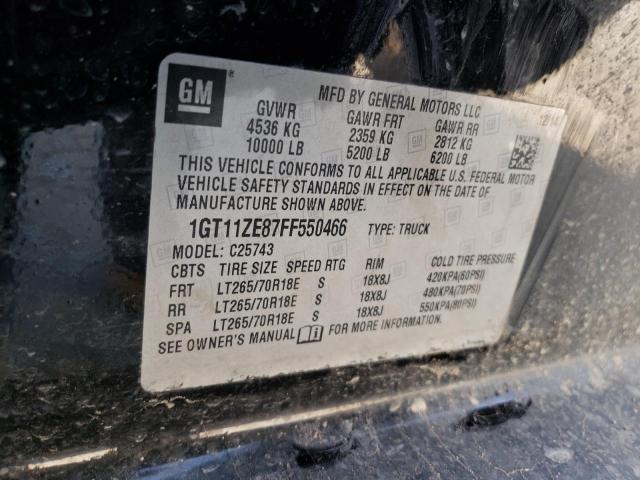 GM
MFD BY GENERAL MOTORS LLC
GVWR GAWR FRT GAWR RR
4536 KG 2359 KG 2812 KG
10000 LB 5200 LB 6200 LB
THIS VEHICLE CONFORMS TO ALL APPLICABLE U.S. FEDERAL MOTOR
VEHICLE SAFETY STANDARDS IN EFFECT ON THE DATE OF
MANUFACTURE SHOWN ABOVE.
1GT11ZE87FF550466 TYPE: TRUCK
MODEL: C25743
CBTS TIRE SIZE SPEED RTG RIM COLD TIRE PRESSURE
FRT LT265/70R18E S 18X8J 420KPA(60PSI)
RR LT265/70R18E S 18X8J 480KPA(70PSI)
SPA LT265/70R18E S 18X8J 550KPA(80PSI)
SEE OWNER'S MANUAL FOR MORE INFORMATION.